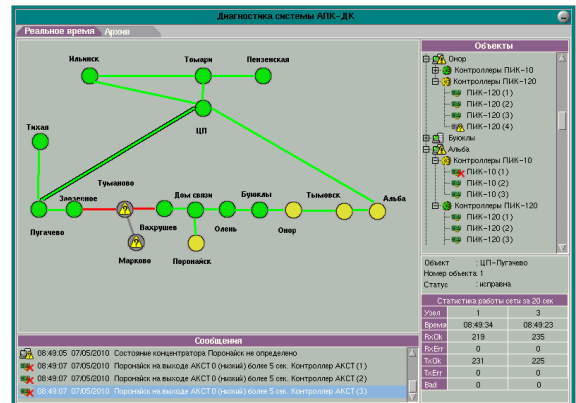 Диагностика системы АПК-ДК
Реальное время Архив
Ильинск
Томари
Пензенская
ЦП
ЦП
Тихая
Туманово
Заозерное
Дом связи
Буюклы
Тымовск
Альба
Пугачево
Вахрушев
Олень
Онор
Марково
Поронайск
Объекты
Онор
Контроллеры ПИК-10
Контроллеры ПИК-120
ПИК-120 (1)
ПИК-120 (2)
ПИК-120 (3)
ПИК-120 (4)
Буюклы
Альба
Контроллеры ПИК-10
ПИК-10 (1)
ПИК-10 (2)
ПИК-10 (3)
Контроллеры ПИК-120
ПИК-120 (1)
ПИК-120 (2)
ПИК-120 (3)
Объект : ЦП-Пугачево
Номер объекта: 1
Статус : исправна
Статистика работы сети за 20 сек
Узел 1 3
Время 08:49:34 08:49:23
RxOk 219 235
RxErr 0 0
TxOk 231 225
TxErr 0 0
Bad 0 0
Сообщения
08:49:05 07/05/2010 Состояние концентратора Поронайск не определено
08:49:07 07/05/2010 Поронайск на выходе АКСТ 0 (низкий) более 5 сек. Контроллер АКСТ (1)
08:49:07 07/05/2010 Поронайск на выходе АКСТ 0 (низкий) более 5 сек. Контроллер АКСТ (2)
08:49:07 07/05/2010 Поронайск на выходе АКСТ 0 (низкий) более 5 сек. Контроллер АКСТ (3)